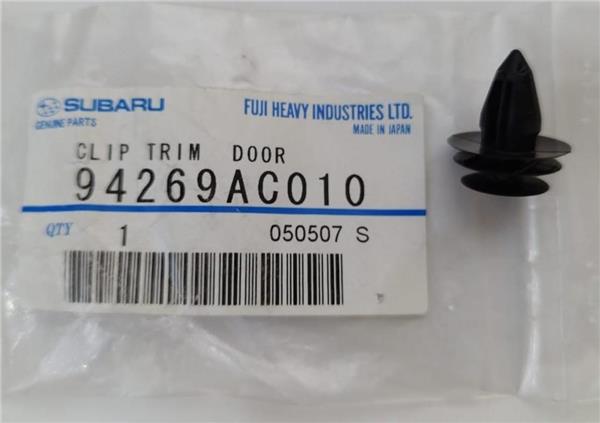 SUBARU FUJI HEAVY INDUSTRIES LTD.
GENUINE PARTS MADE IN JAPAN
CLIP TRIM DOOR
94269AC010
QTY 1 050507 S